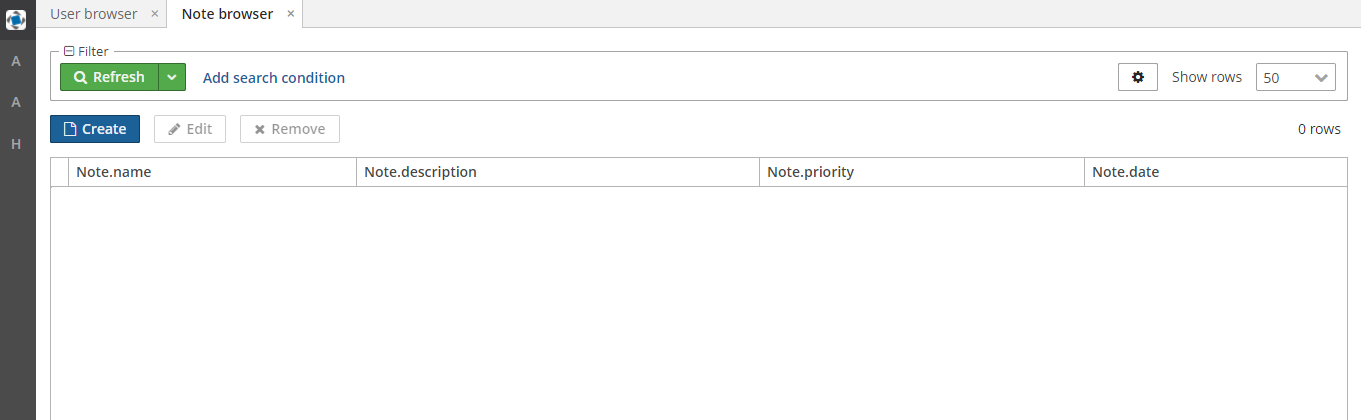 User browser × Note browser ×
A
A
H
Filter
Refresh Add search condition Show rows 50
Create Edit Remove 0 rows
Note.name Note.description Note.priority Note.date